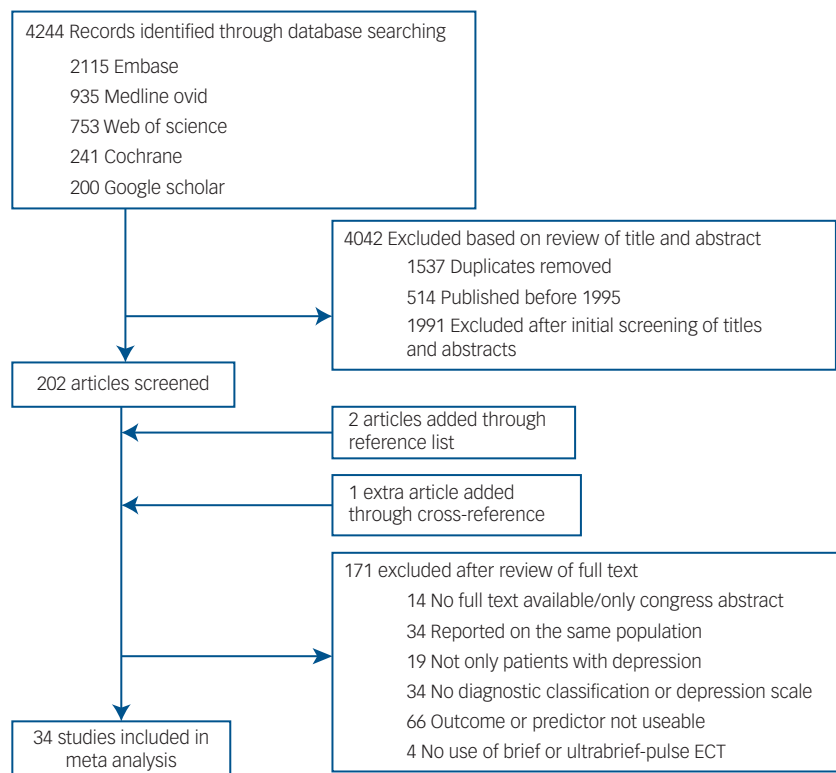 4244 Records identified through database searching
2115 Embase
935 Medline ovid
753 Web of science
241 Cochrane
200 Google scholar
4042 Excluded based on review of title and abstract
1537 Duplicates removed
514 Published before 1995
1991 Excluded after initial screening of titles
and abstracts
202 articles screened
2 articles added through
reference list
1 extra article added
through cross-reference
171 excluded after review of full text
14 No full text available/only congress abstract
34 Reported on the same population
19 Not only patients with depression
34 No diagnostic classification or depression scale
66 Outcome or predictor not useable
4 No use of brief or ultrabrief-pulse ECT
34 studies included in
meta analysis